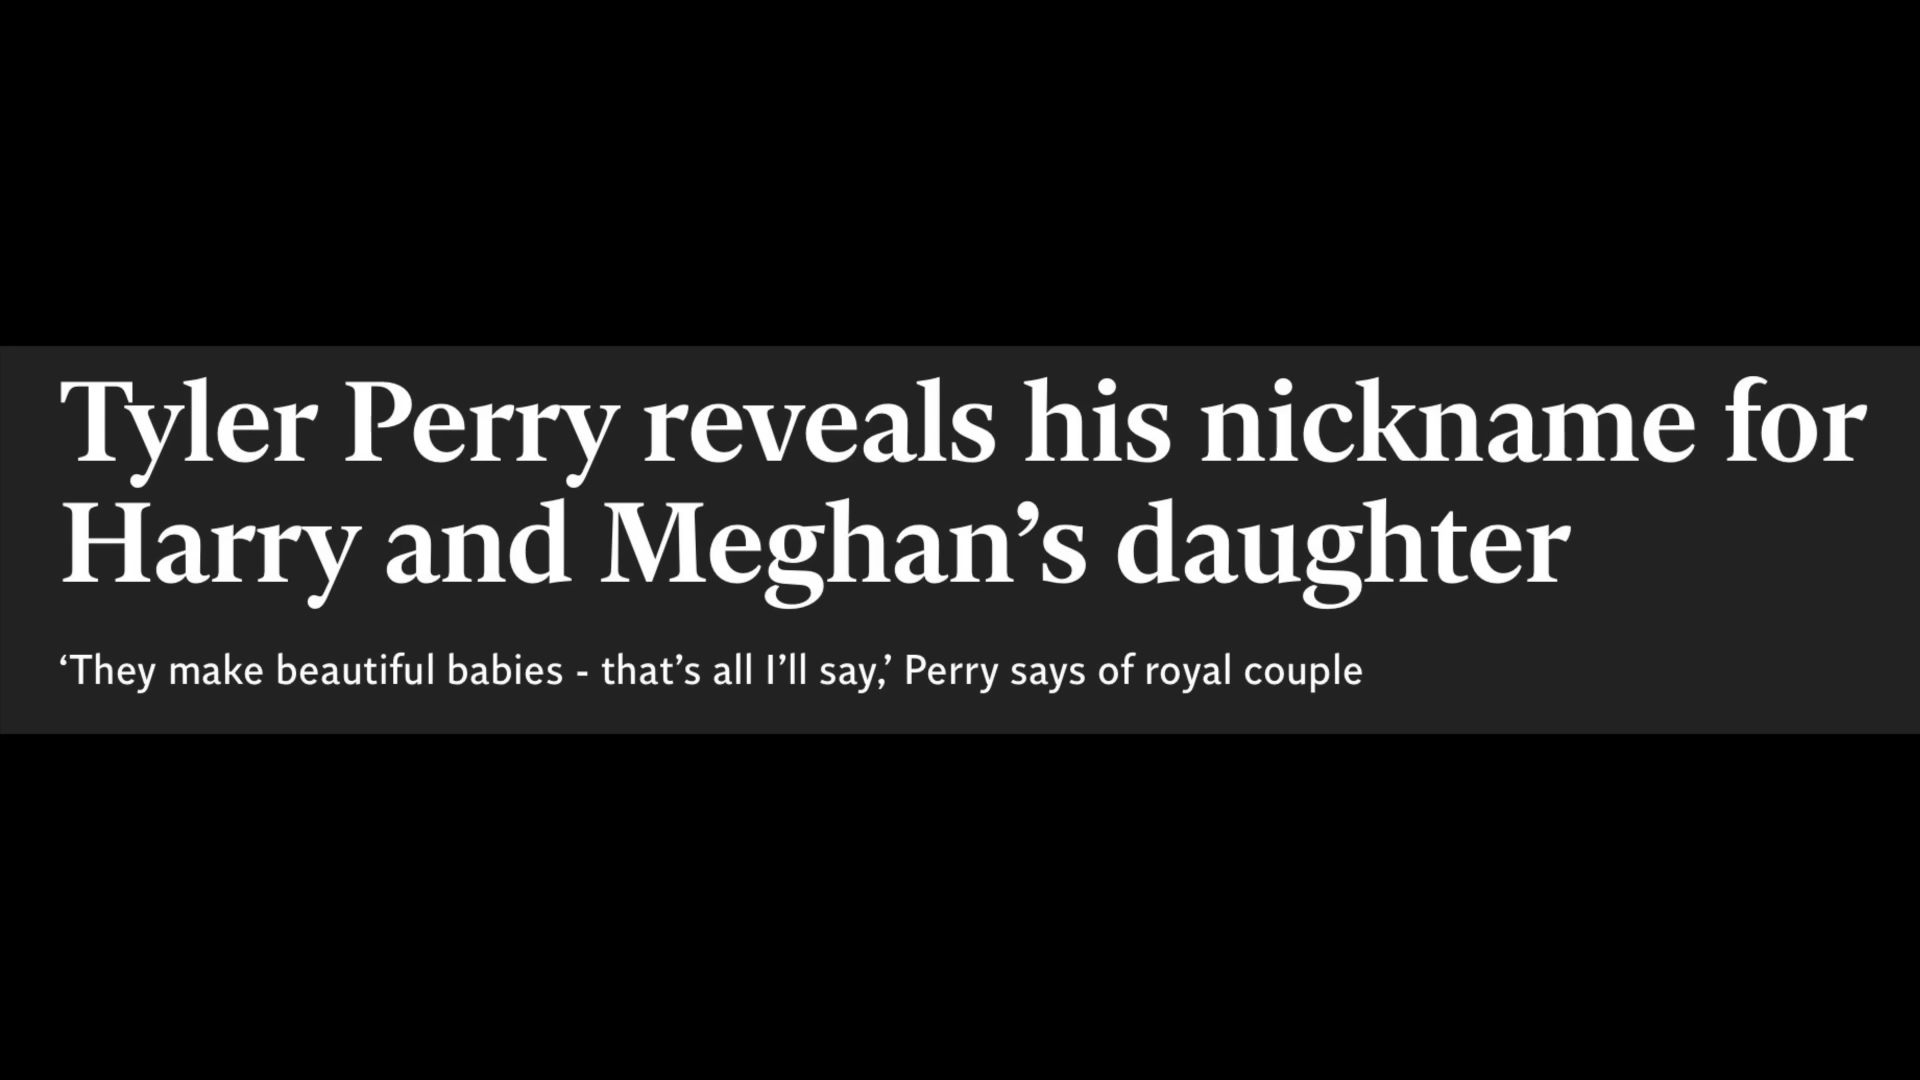 Tyler Perry reveals his nickname for
Harry and Meghan’s daughter
‘They make beautiful babies - that’s all I’ll say,’ Perry says of royal couple